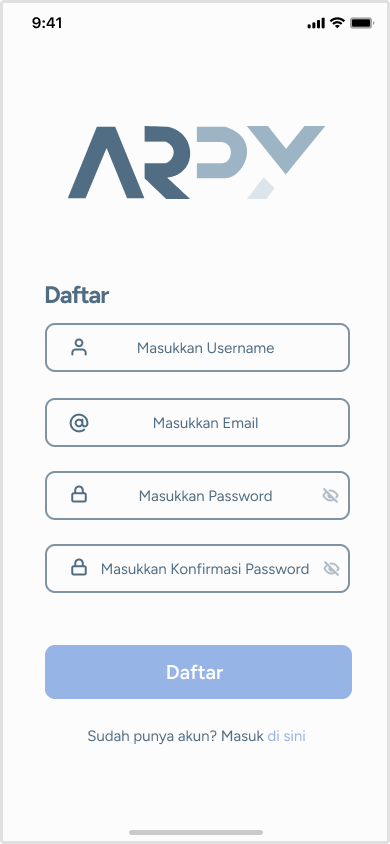 9:41
ARDY
Daftar
Masukkan Username
Masukkan Email
Masukkan Password
Masukkan Konfirmasi Password
Daftar
Sudah punya akun? Masuk di sini